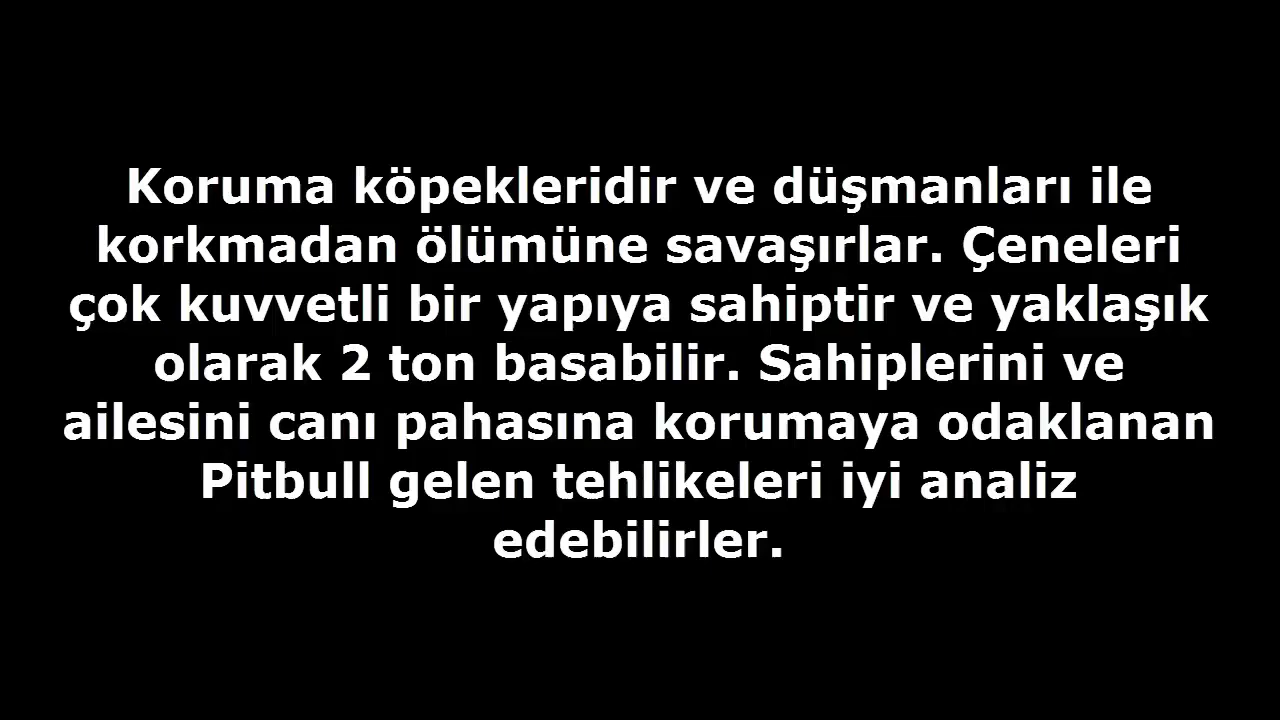 Koruma köpekleridir ve düşmanları ile
korkmadan ölümüne savaşırlar. Çeneleri
çok kuvvetli bir yapıya sahiptir ve yaklaşık
olarak 2 ton basabilir. Sahiplerini ve
ailesini canı pahasına korumaya odaklanan
Pitbull gelen tehlikeleri iyi analiz
edebilirler.